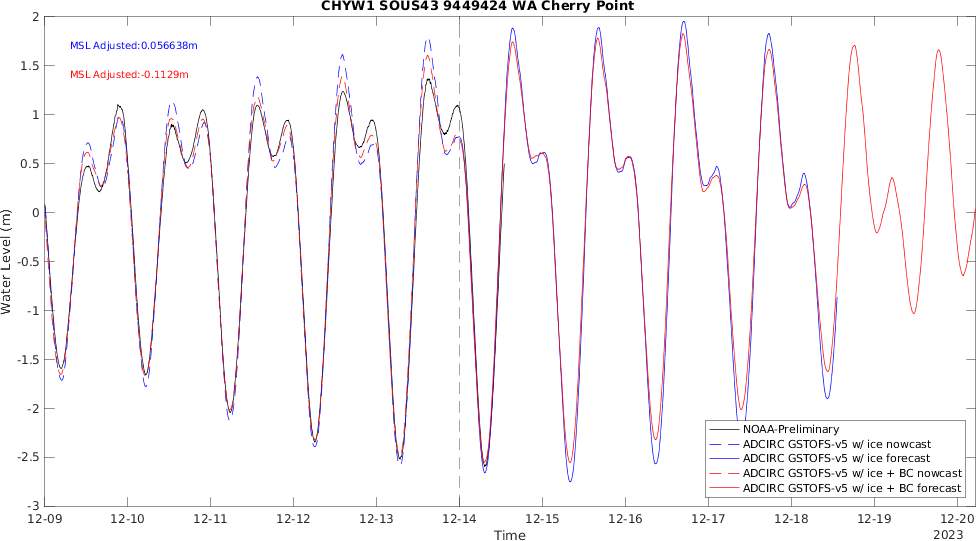 CHYW1 SOUS43 9449424 WA Cherry Point
MSL Adjusted:0.056638m
MSL Adjusted:-0.1129m
Water Level (m)
2
1.5
1
0.5
0
-0.5
-1
-1.5
-2
-2.5
-3
NOAA-Preliminary
ADCIRC GSTOFS-v5 w/ ice nowcast
ADCIRC GSTOFS-v5 w/ ice forecast
ADCIRC GSTOFS-v5 w/ ice + BC nowcast
ADCIRC GSTOFS-v5 w/ ice + BC forecast
12-09 12-10 12-11 12-12 12-13 12-14 12-15 12-16 12-17 12-18 12-19 12-20
Time
2023